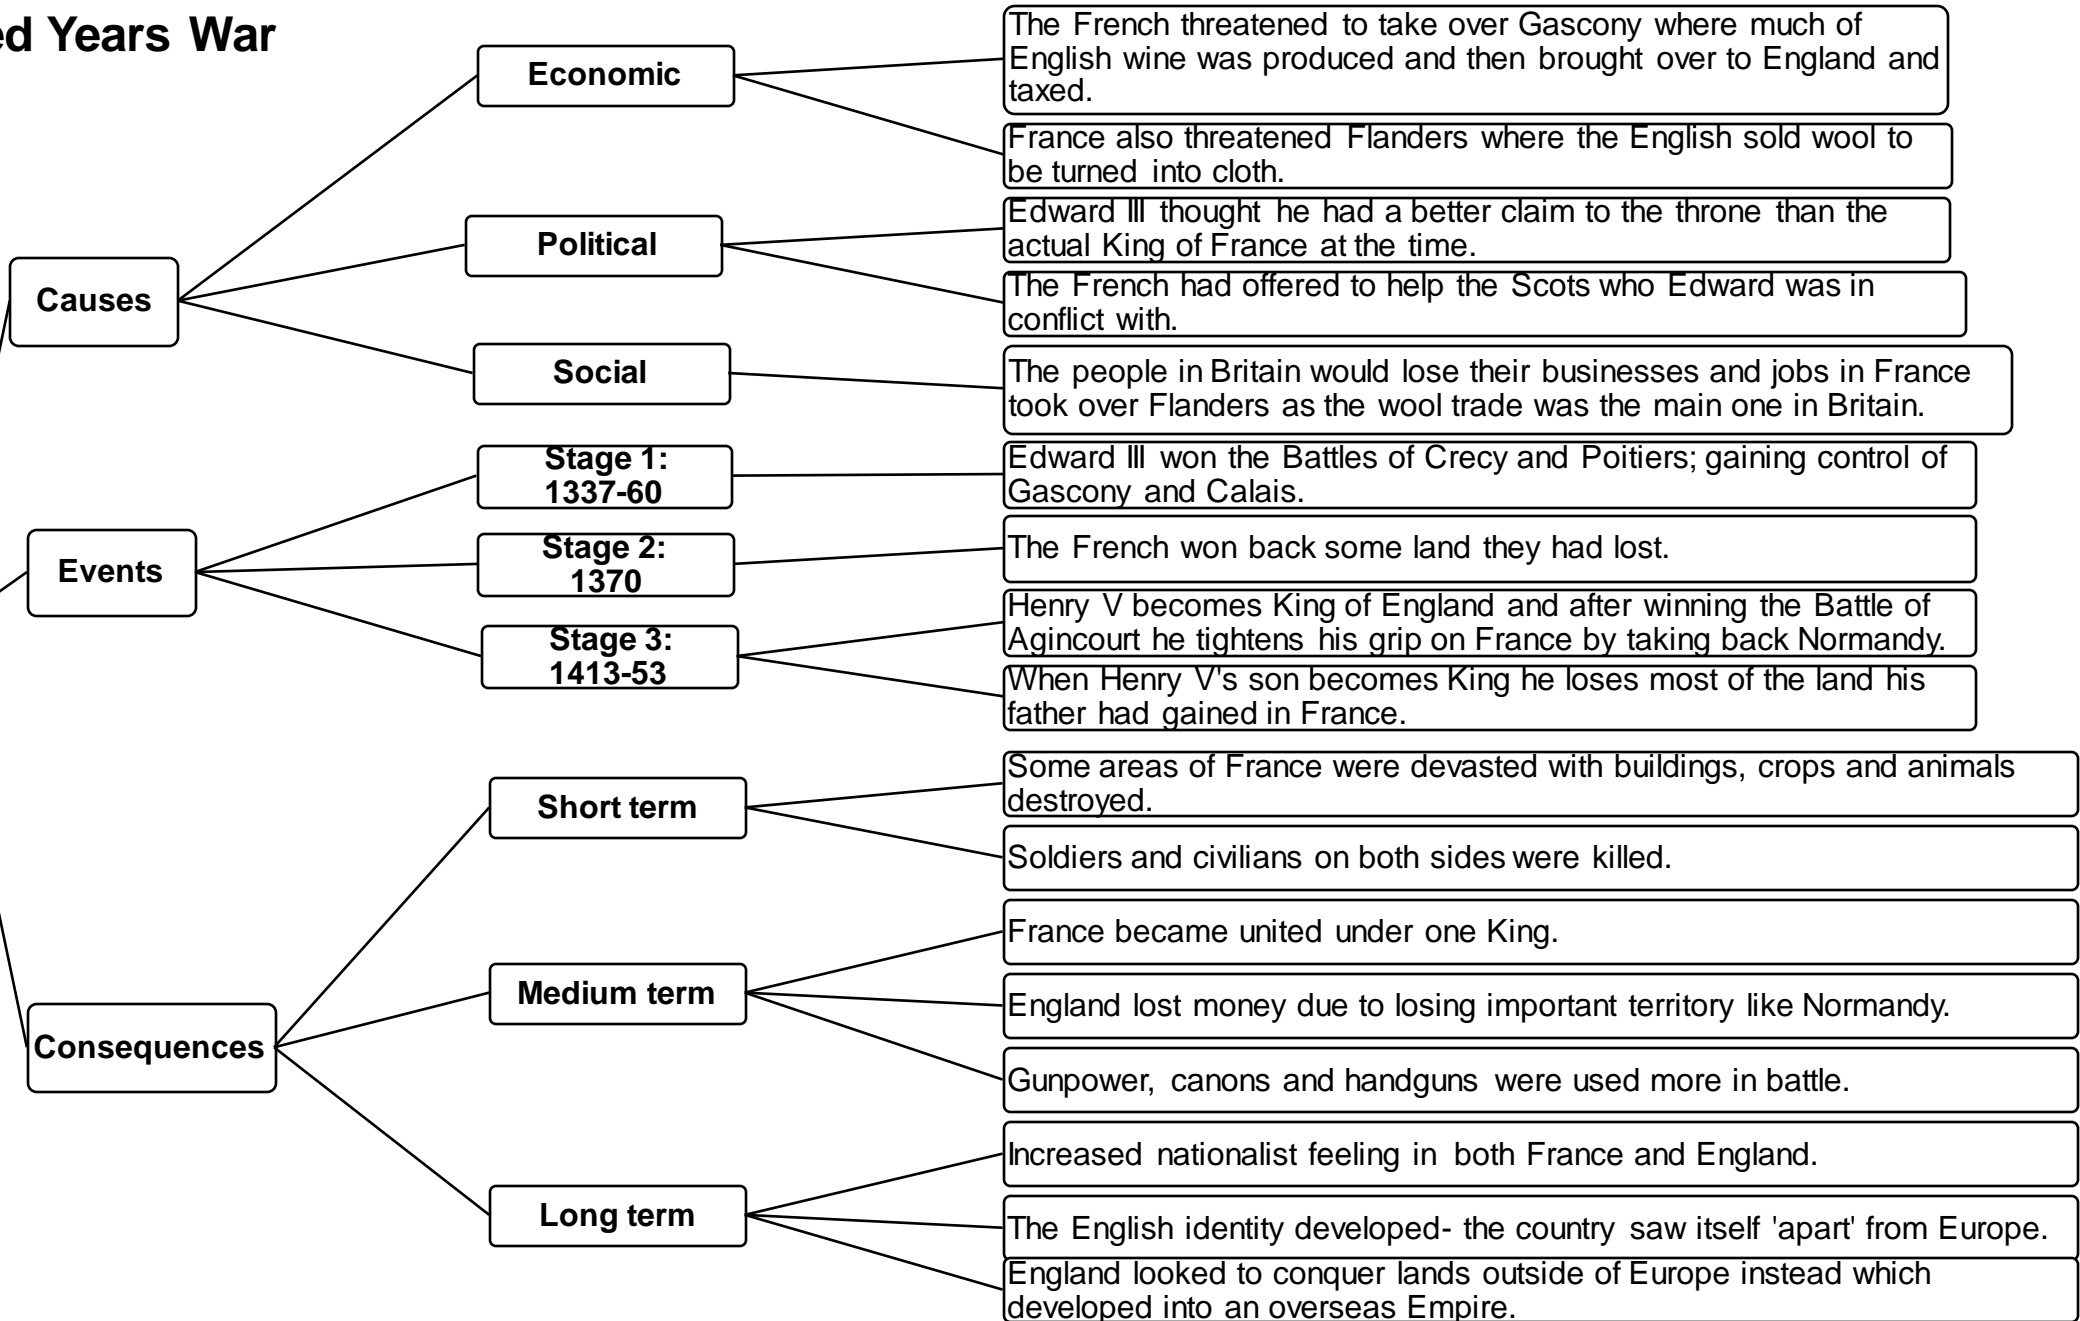 ed Years War
Causes
Economic
The French threatened to take over Gascony where much of
English wine was produced and then brought over to England and
taxed.
France also threatened Flanders where the English sold wool to
be turned into cloth.
Political
Edward III thought he had a better claim to the throne than the
actual King of France at the time.
The French had offered to help the Scots who Edward was in
conflict with.
Social
The people in Britain would lose their businesses and jobs in France
took over Flanders as the wool trade was the main one in Britain.
Events
Stage 1:
1337-60
Edward III won the Battles of Crecy and Poitiers; gaining control of
Gascony and Calais.
Stage 2:
1370
The French won back some land they had lost.
Stage 3:
1413-53
Henry V becomes King of England and after winning the Battle of
Agincourt he tightens his grip on France by taking back Normandy.
When Henry V's son becomes King he loses most of the land his
father had gained in France.
Consequences
Short term
Some areas of France were devasted with buildings, crops and animals
destroyed.
Soldiers and civilians on both sides were killed.
Medium term
France became united under one King.
England lost money due to losing important territory like Normandy.
Gunpower, canons and handguns were used more in battle.
Long term
Increased nationalist feeling in both France and England.
The English identity developed- the country saw itself 'apart' from Europe.
England looked to conquer lands outside of Europe instead which
developed into an overseas Empire.